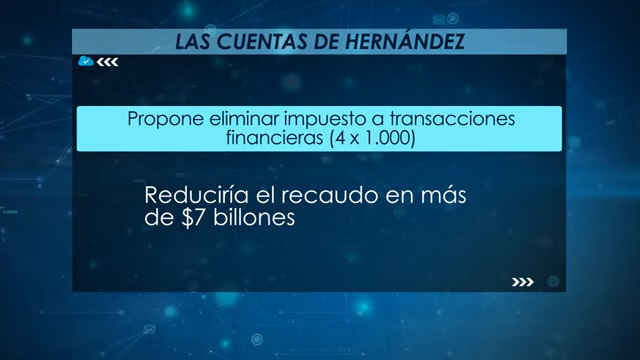 LAS CUENTAS DE HERNÁNDEZ
Propone eliminar impuesto a transacciones
financieras (4 x 1.000)
Reduciría el recaudo en más
de $7 billones